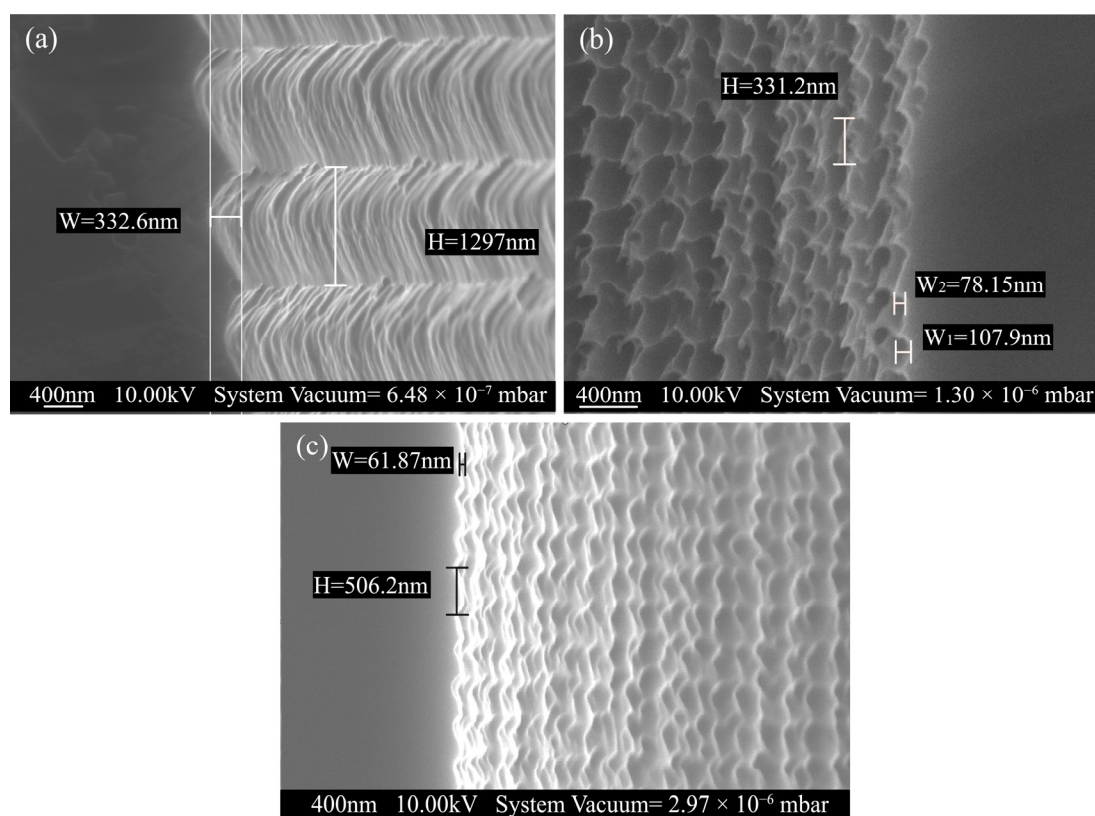 (a)
W=332.6nm
H=1297nm
400nm 10.00kV System Vacuum= 6.48 × 10⁻⁷ mbar
(b)
H=331.2nm
W₂=78.15nm
W₁=107.9nm
400nm 10.00kV System Vacuum= 1.30 × 10⁻⁶ mbar
(c)
W=61.87nm
H=506.2nm
400nm 10.00kV System Vacuum= 2.97 × 10⁻⁶ mbar